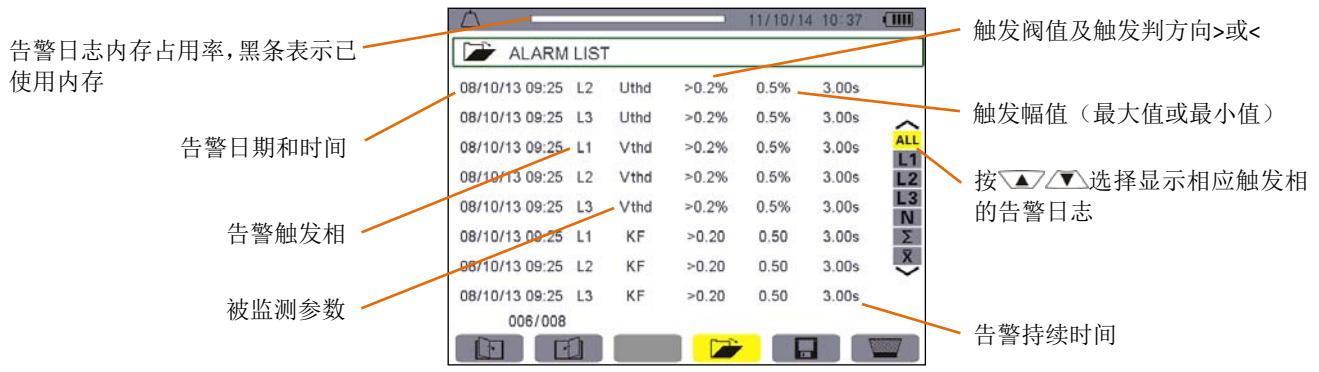 告警日志内存占用率，黑条表示已
使用内存
告警日期和时间
告警触发相
被监测参数
11/10/14 10:37
ALARM LIST
08/10/13 09:25 L2 Uthd >0.2% 0.5% 3.00s
08/10/13 09:25 L3 Uthd >0.2% 0.5% 3.00s
08/10/13 09:25 L1 Vthd >0.2% 0.5% 3.00s
08/10/13 09:25 L2 Vthd >0.2% 0.5% 3.00s
08/10/13 09:25 L3 Vthd >0.2% 0.5% 3.00s
08/10/13 09:25 L1 KF >0.20 0.50 3.00s
08/10/13 09:25 L2 KF >0.20 0.50 3.00s
08/10/13 09:25 L3 KF >0.20 0.50 3.00s
006/008
ALL
L1
L2
L3
N
Σ
X̅
触发阀值及触发判方向>或<
触发幅值（最大值或最小值）
按▲/▼选择显示相应触发相
的告警日志
告警持续时间